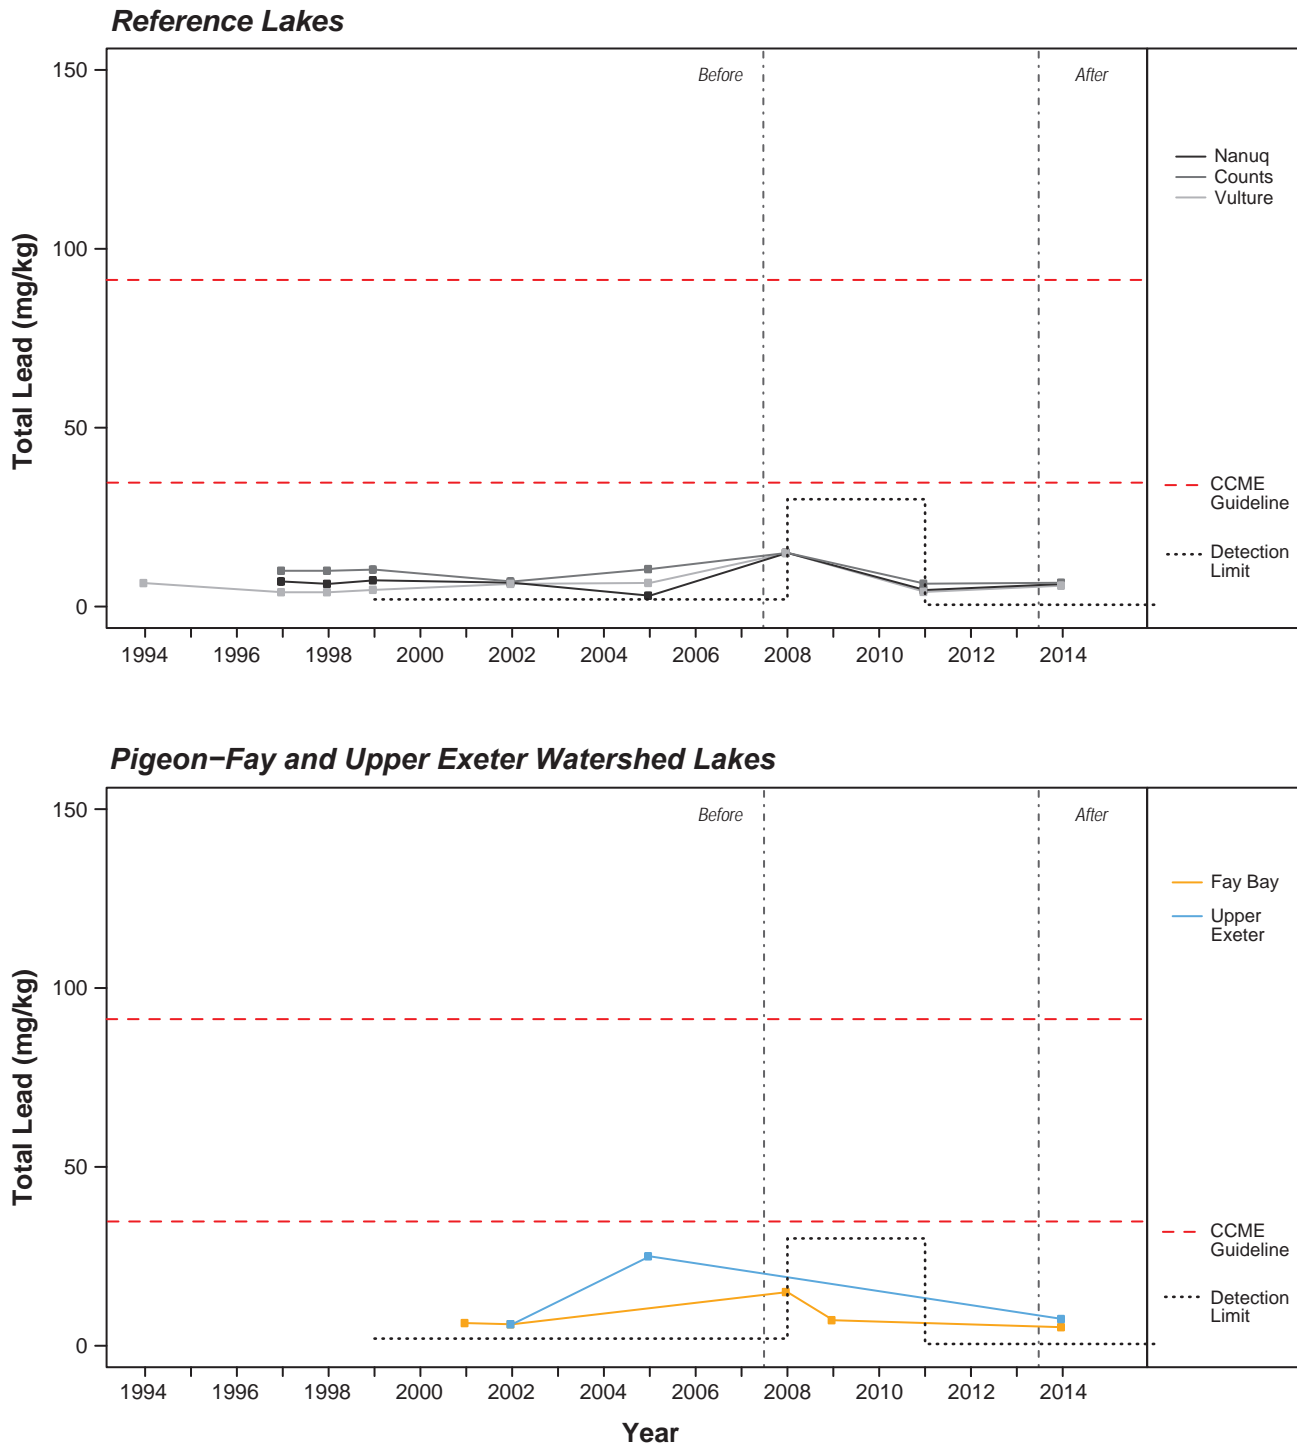 Reference Lakes
Total Lead (mg/kg)
150
100
50
0
Before
After
Nanuq
Counts
Vulture
CCME
Guideline
Detection
Limit
1994 1996 1998 2000 2002 2004 2006 2008 2010 2012 2014
Pigeon−Fay and Upper Exeter Watershed Lakes
Total Lead (mg/kg)
150
100
50
0
Before
After
Fay Bay
Upper
Exeter
CCME
Guideline
Detection
Limit
1994 1996 1998 2000 2002 2004 2006 2008 2010 2012 2014
Year